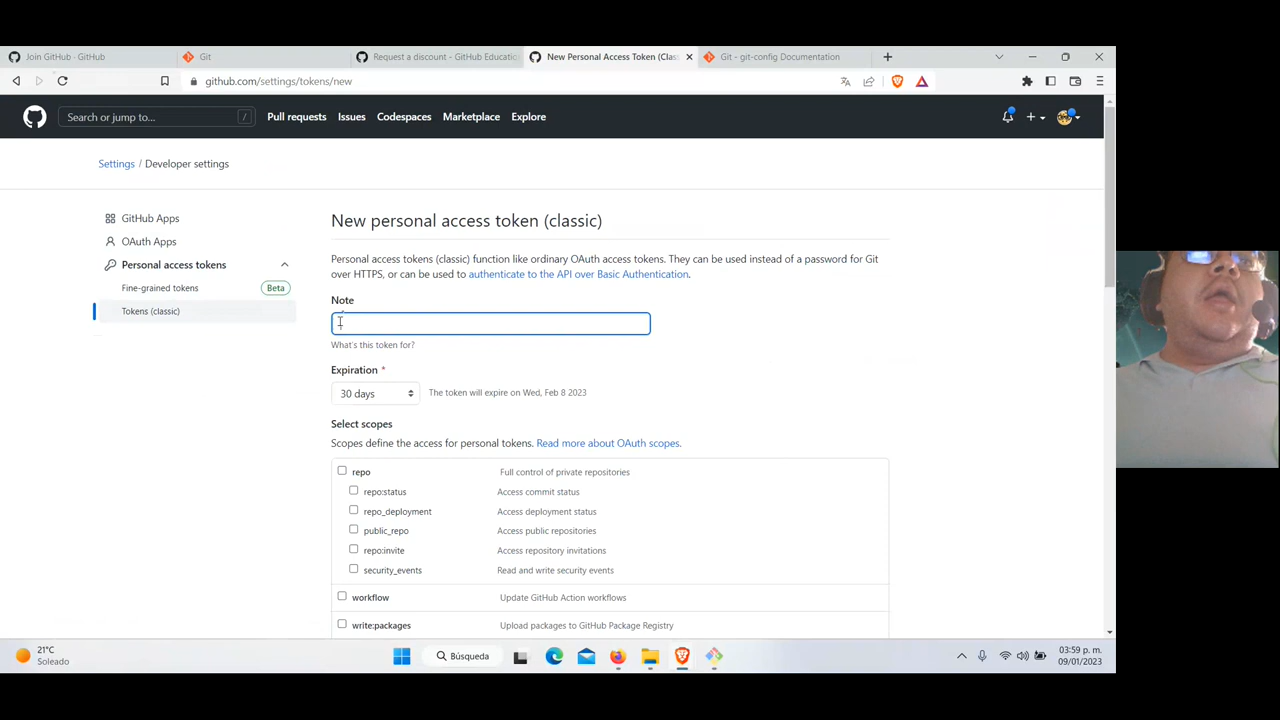 Join GitHub · GitHub
Git
Request a discount - GitHub Educatio
New Personal Access Token (Class
Git - git-config Documentation
github.com/settings/tokens/new
Search or jump to...
/
Pull requests
Issues
Codespaces
Marketplace
Explore
Settings / Developer settings
GitHub Apps
OAuth Apps
Personal access tokens
Fine-grained tokens
Beta
Tokens (classic)
New personal access token (classic)
Personal access tokens (classic) function like ordinary OAuth access tokens. They can be used instead of a password for Git
over HTTPS, or can be used to authenticate to the API over Basic Authentication.
Note
What's this token for?
Expiration *
30 days
The token will expire on Wed, Feb 8 2023
Select scopes
Scopes define the access for personal tokens. Read more about OAuth scopes.
repo Full control of private repositories
repo:status Access commit status
repo_deployment Access deployment status
public_repo Access public repositories
repo:invite Access repository invitations
security_events Read and write security events
workflow Update GitHub Action workflows
write:packages Upload packages to GitHub Package Registry
21°C
Soleado
Búsqueda
03:59 p. m.
09/01/2023